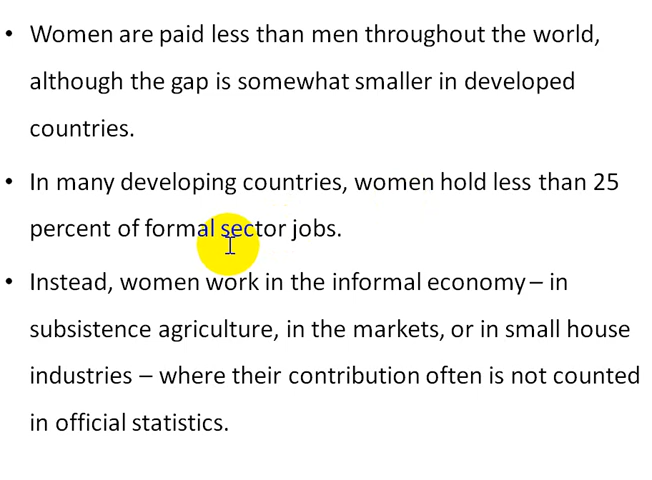 • Women are paid less than men throughout the world,
although the gap is somewhat smaller in developed
countries.
• In many developing countries, women hold less than 25
percent of formal sector jobs.
• Instead, women work in the informal economy – in
subsistence agriculture, in the markets, or in small house
industries – where their contribution often is not counted
in official statistics.